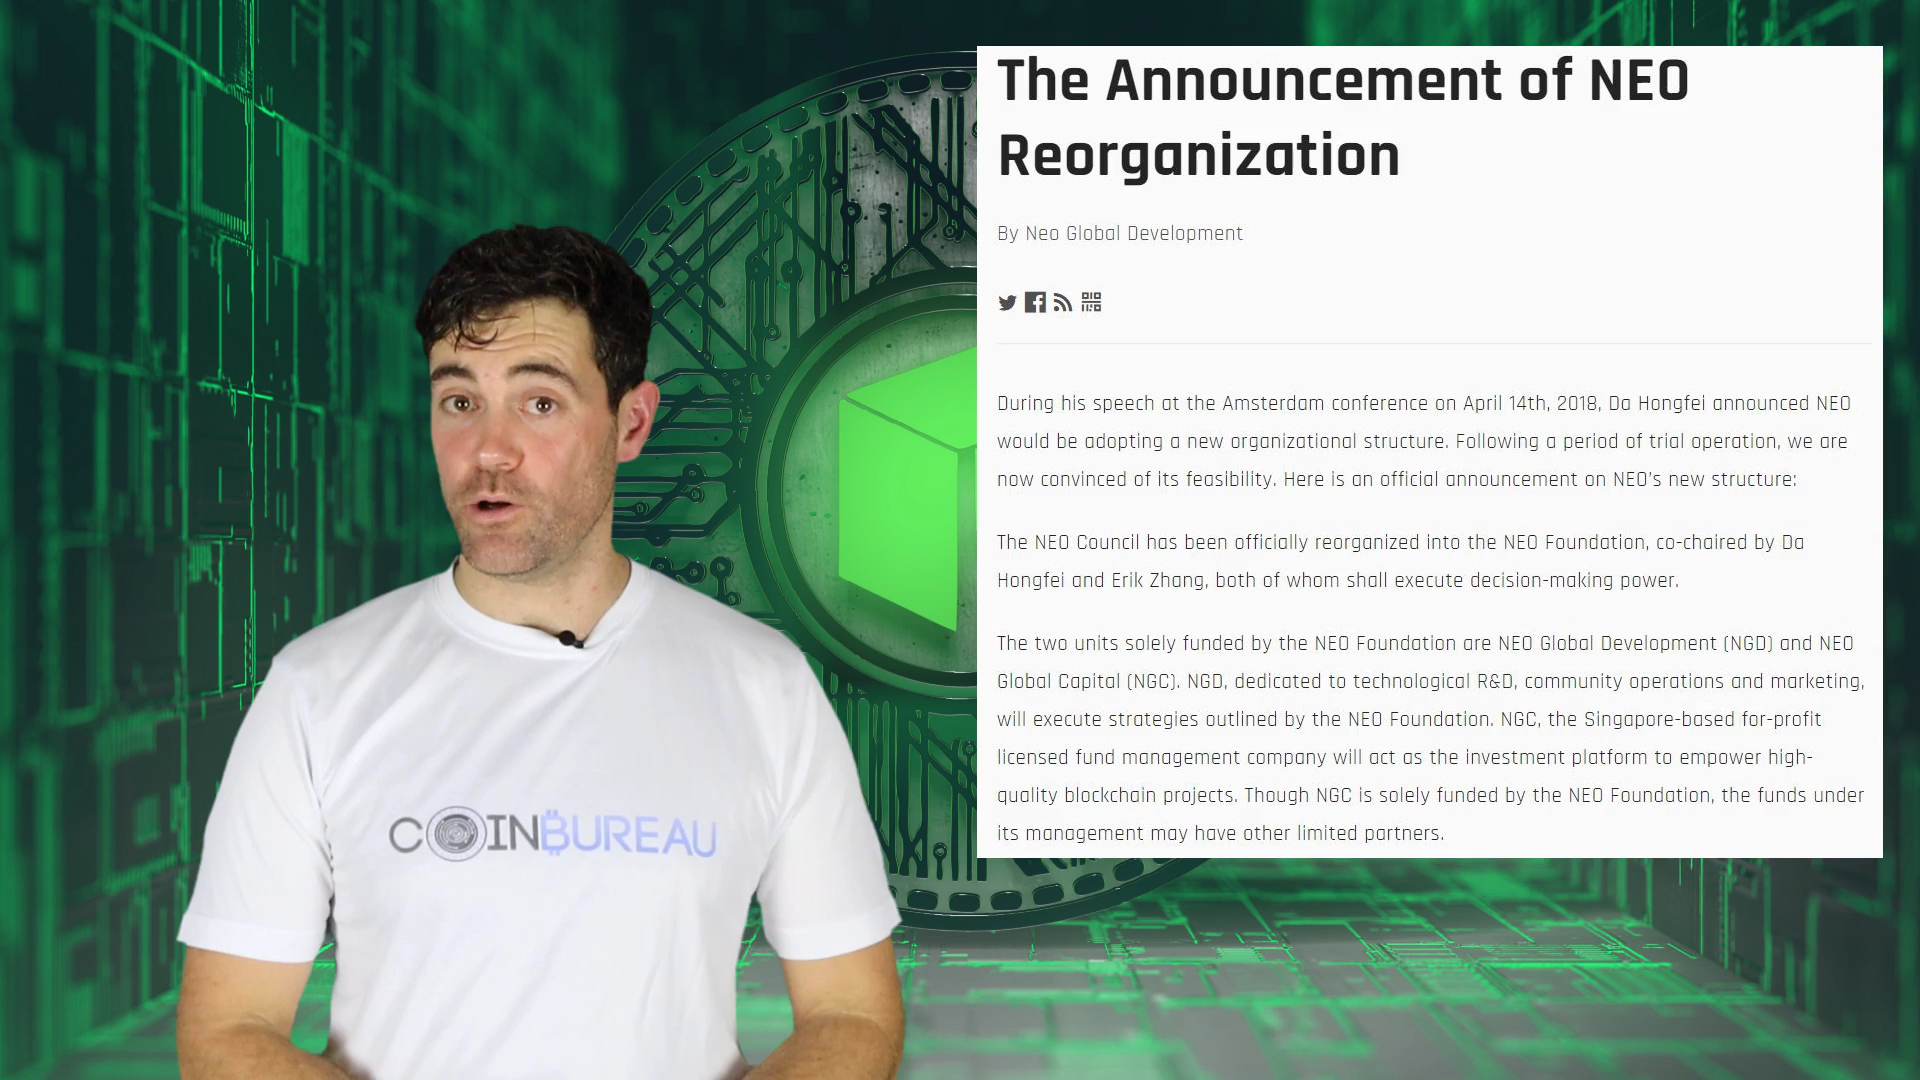 The Announcement of NEO
Reorganization
By Neo Global Development
During his speech at the Amsterdam conference on April 14th, 2018, Da Hongfei announced NEO
would be adopting a new organizational structure. Following a period of trial operation, we are
now convinced of its feasibility. Here is an official announcement on NEO's new structure:
The NEO Council has been officially reorganized into the NEO Foundation, co-chaired by Da
Hongfei and Erik Zhang, both of whom shall execute decision-making power.
The two units solely funded by the NEO Foundation are NEO Global Development (NGD) and NEO
Global Capital (NGC). NGD, dedicated to technological R&D, community operations and marketing,
will execute strategies outlined by the NEO Foundation. NGC, the Singapore-based for-profit
licensed fund management company will act as the investment platform to empower high-
quality blockchain projects. Though NGC is solely funded by the NEO Foundation, the funds under
its management may have other limited partners.
COINBUREAU